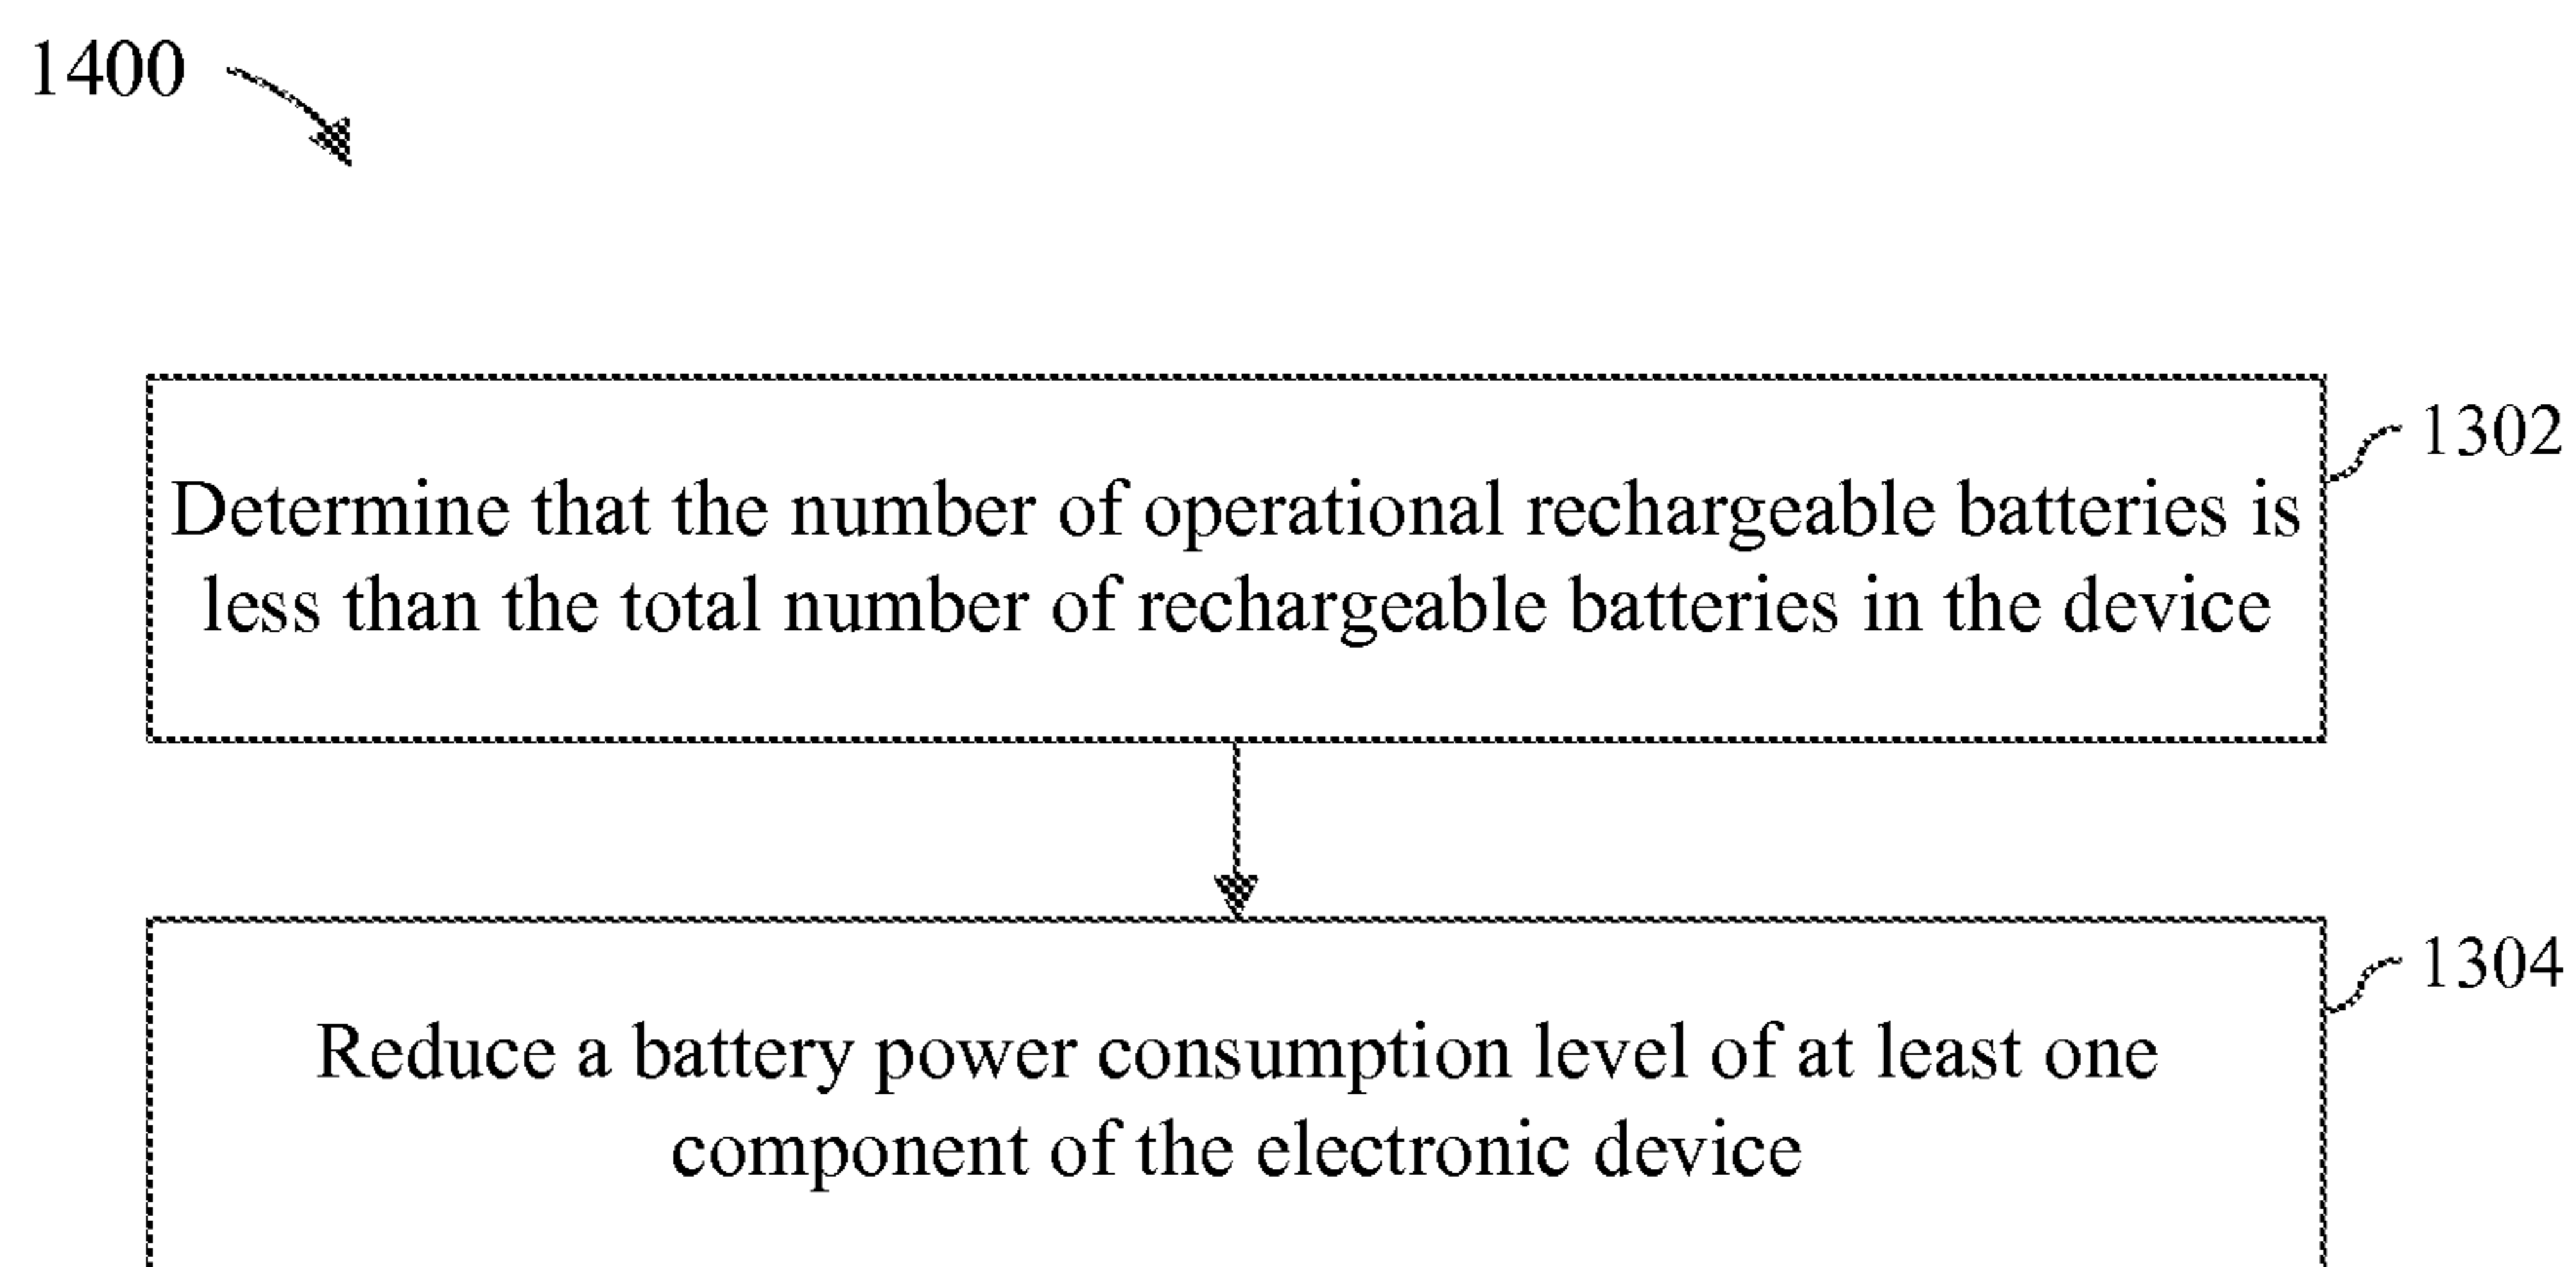 1400
1302
Determine that the number of operational rechargeable batteries is
less than the total number of rechargeable batteries in the device
1304
Reduce a battery power consumption level of at least one
component of the electronic device